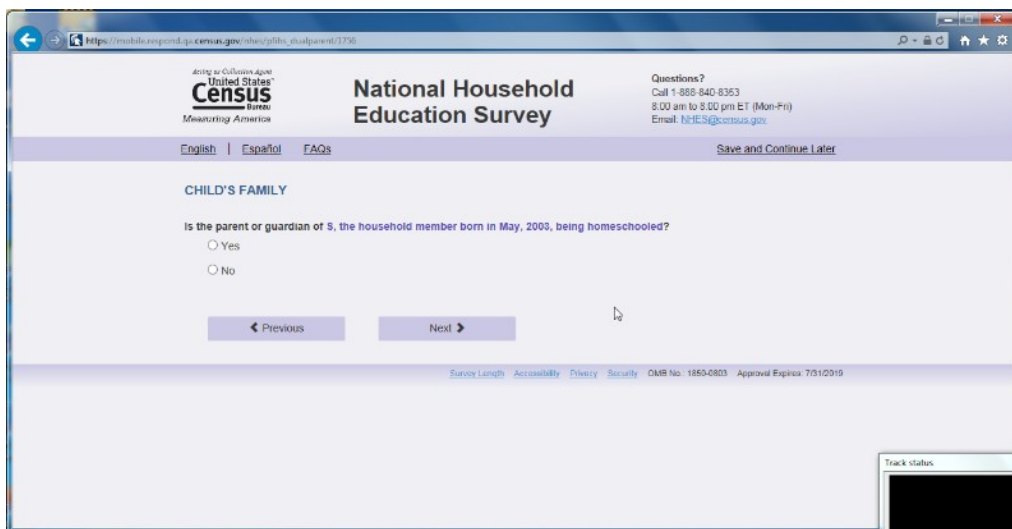 https://mobile.respond.qa.census.gov/nhes/pfihs_dualparent/3756
Acting as Collection Agent
United States™
Census
Bureau
Measuring America
National Household
Education Survey
Questions?
Call 1-888-840-8353
8:00 am to 8:00 pm ET (Mon-Fri)
Email: NHES@census.gov
English | Español FAQs
Save and Continue Later
CHILD'S FAMILY
Is the parent or guardian of S, the household member born in May, 2003, being homeschooled?
Yes
No
Previous
Next
Survey Length Accessibility Privacy Security OMB No.: 1850-0803 Approval Expires: 7/31/2019
Track status